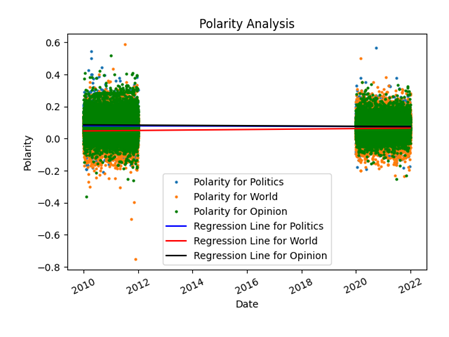 Polarity Analysis
0.6
0.4
0.2
0.0
−0.2
−0.4
−0.6
−0.8
Polarity
Polarity for Politics
Polarity for World
Polarity for Opinion
Regression Line for Politics
Regression Line for World
Regression Line for Opinion
2010 2012 2014 2016 2018 2020 2022
Date